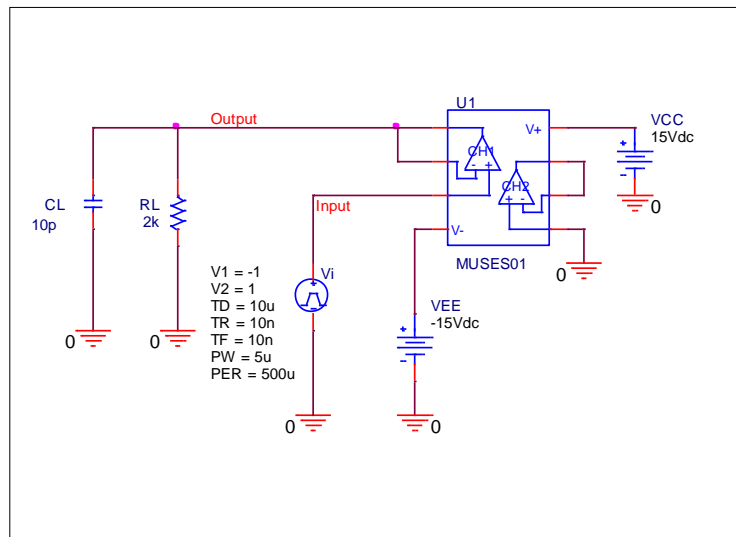 U1
Output
VCC
15Vdc
V+
CH1
- +
CH2
+ -
+
-
0
CL
10p
RL
2k
Input
V-
MUSES01
0
Vi
+
-
V1 = -1
V2 = 1
TD = 10u
TR = 10n
TF = 10n
PW = 5u
PER = 500u
VEE
-15Vdc
+
-
0
0
0
0